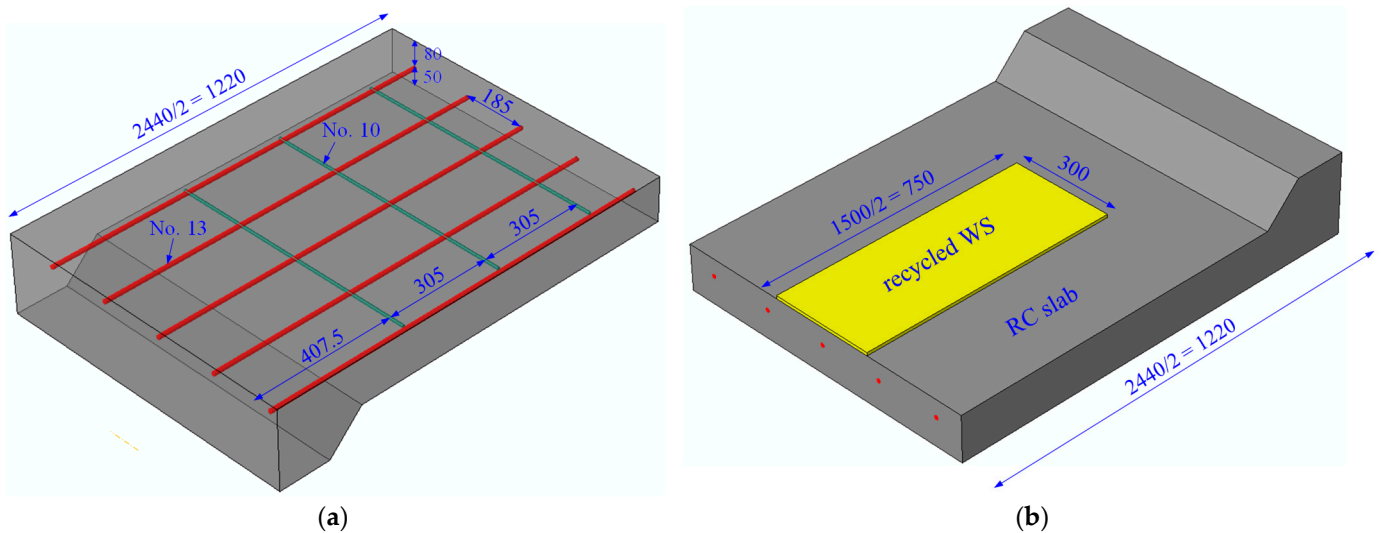 2440/2 = 1220
80
50
185
No. 10
No. 13
305
305
407.5
(a)
1500/2 = 750
300
recycled WS
RC slab
2440/2 = 1220
(b)